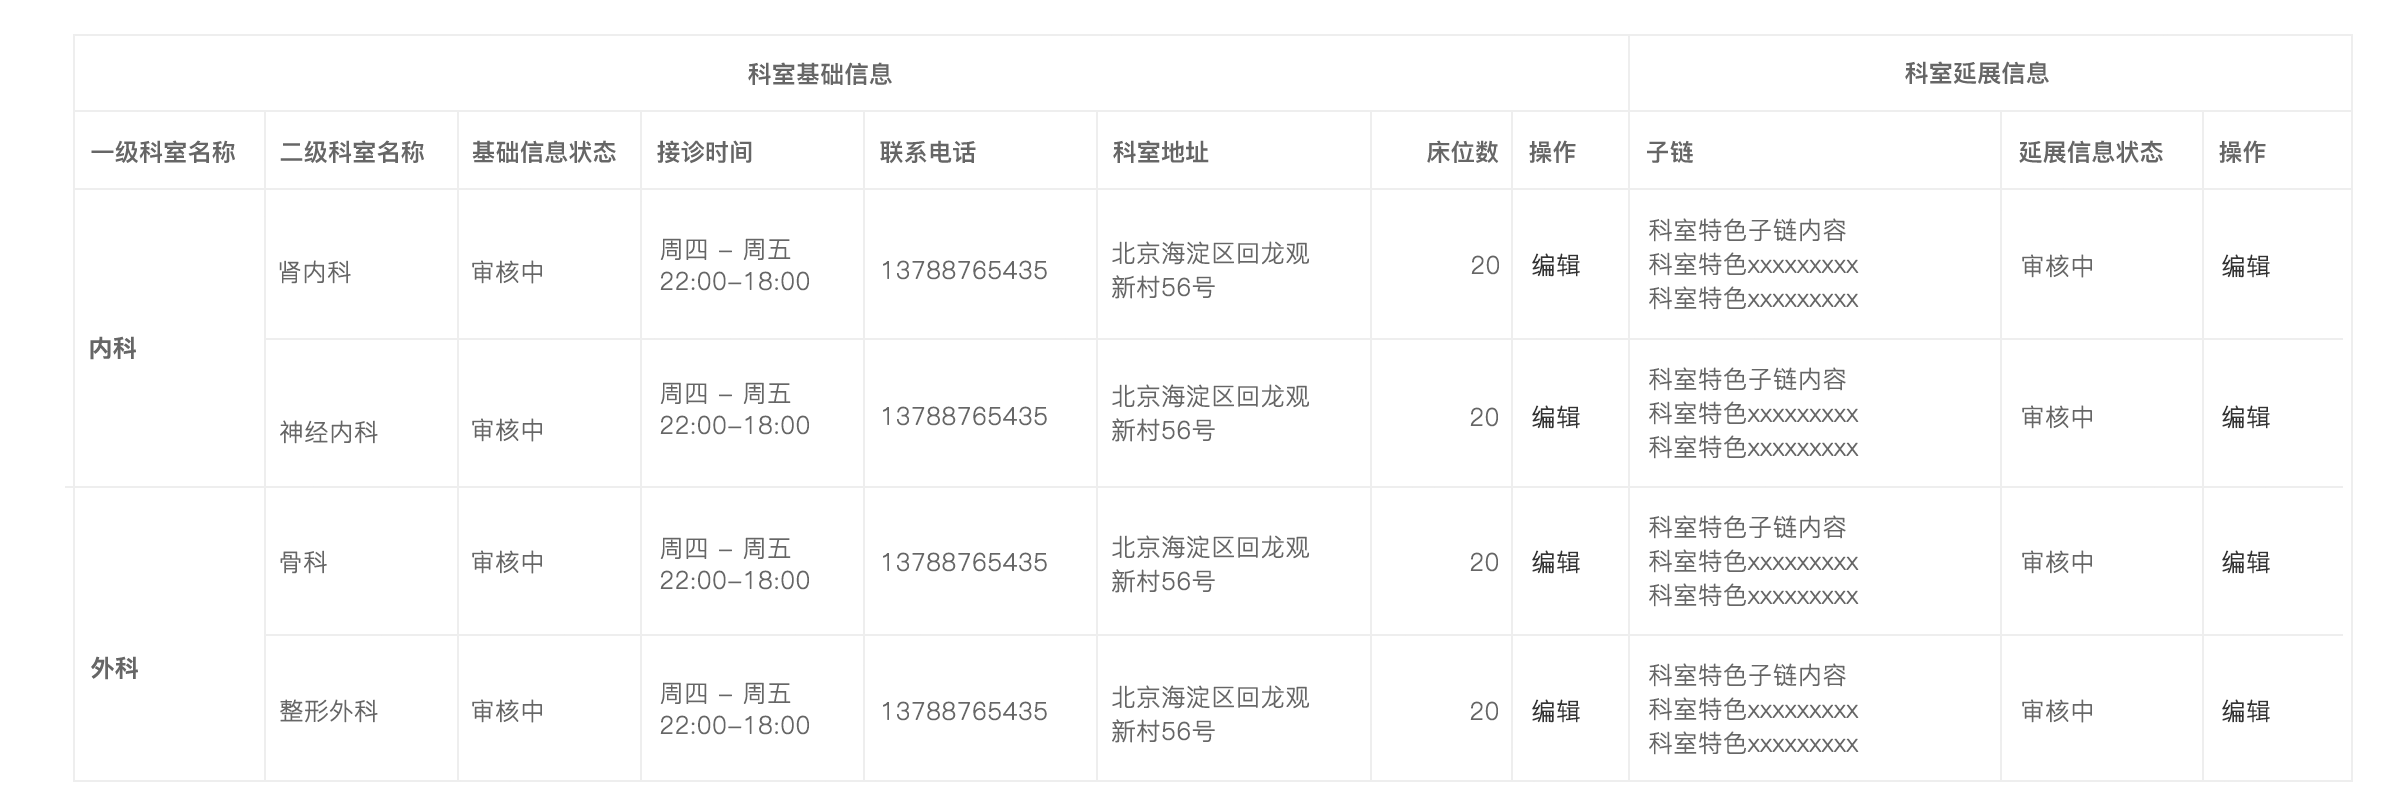 科室基础信息
科室延展信息
一级科室名称
二级科室名称
基础信息状态
接诊时间
联系电话
科室地址
床位数
操作
子链
延展信息状态
操作
内科
肾内科
审核中
周四 – 周五
22:00–18:00
13788765435
北京海淀区回龙观
新村56号
20
编辑
科室特色子链内容
科室特色xxxxxxxxx
科室特色xxxxxxxxx
审核中
编辑
神经内科
审核中
周四 – 周五
22:00–18:00
13788765435
北京海淀区回龙观
新村56号
20
编辑
科室特色子链内容
科室特色xxxxxxxxx
科室特色xxxxxxxxx
审核中
编辑
外科
骨科
审核中
周四 – 周五
22:00–18:00
13788765435
北京海淀区回龙观
新村56号
20
编辑
科室特色子链内容
科室特色xxxxxxxxx
科室特色xxxxxxxxx
审核中
编辑
整形外科
审核中
周四 – 周五
22:00–18:00
13788765435
北京海淀区回龙观
新村56号
20
编辑
科室特色子链内容
科室特色xxxxxxxxx
科室特色xxxxxxxxx
审核中
编辑